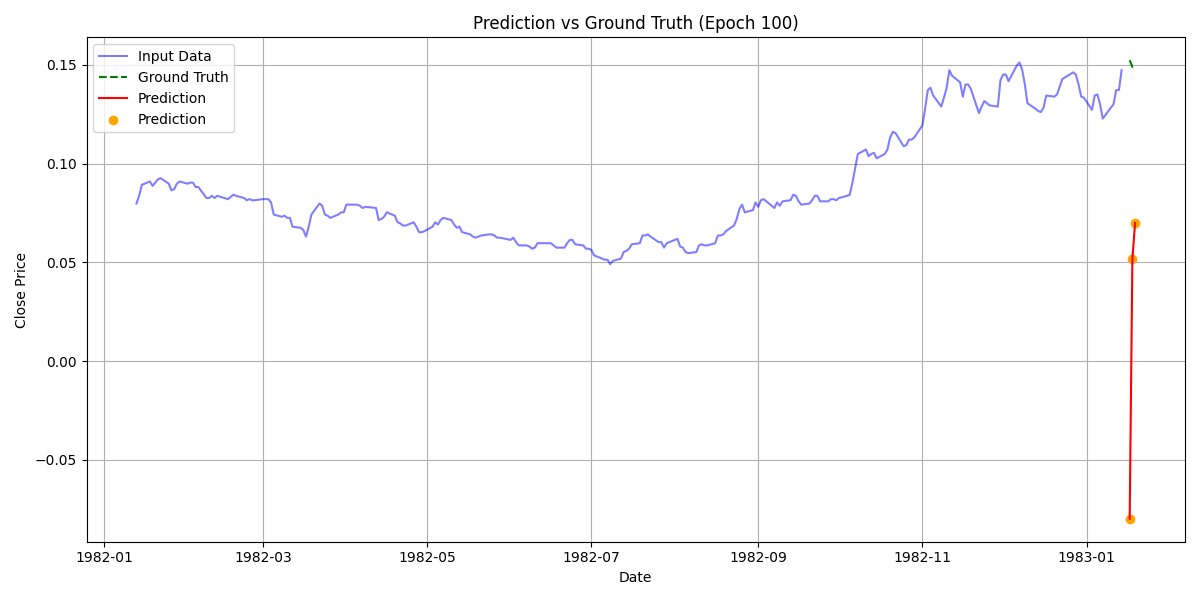 Prediction vs Ground Truth (Epoch 100)
Input Data
Ground Truth
Prediction
Prediction
0.15
0.10
0.05
0.00
−0.05
Close Price
1982-01
1982-03
1982-05
1982-07
1982-09
1982-11
1983-01
Date